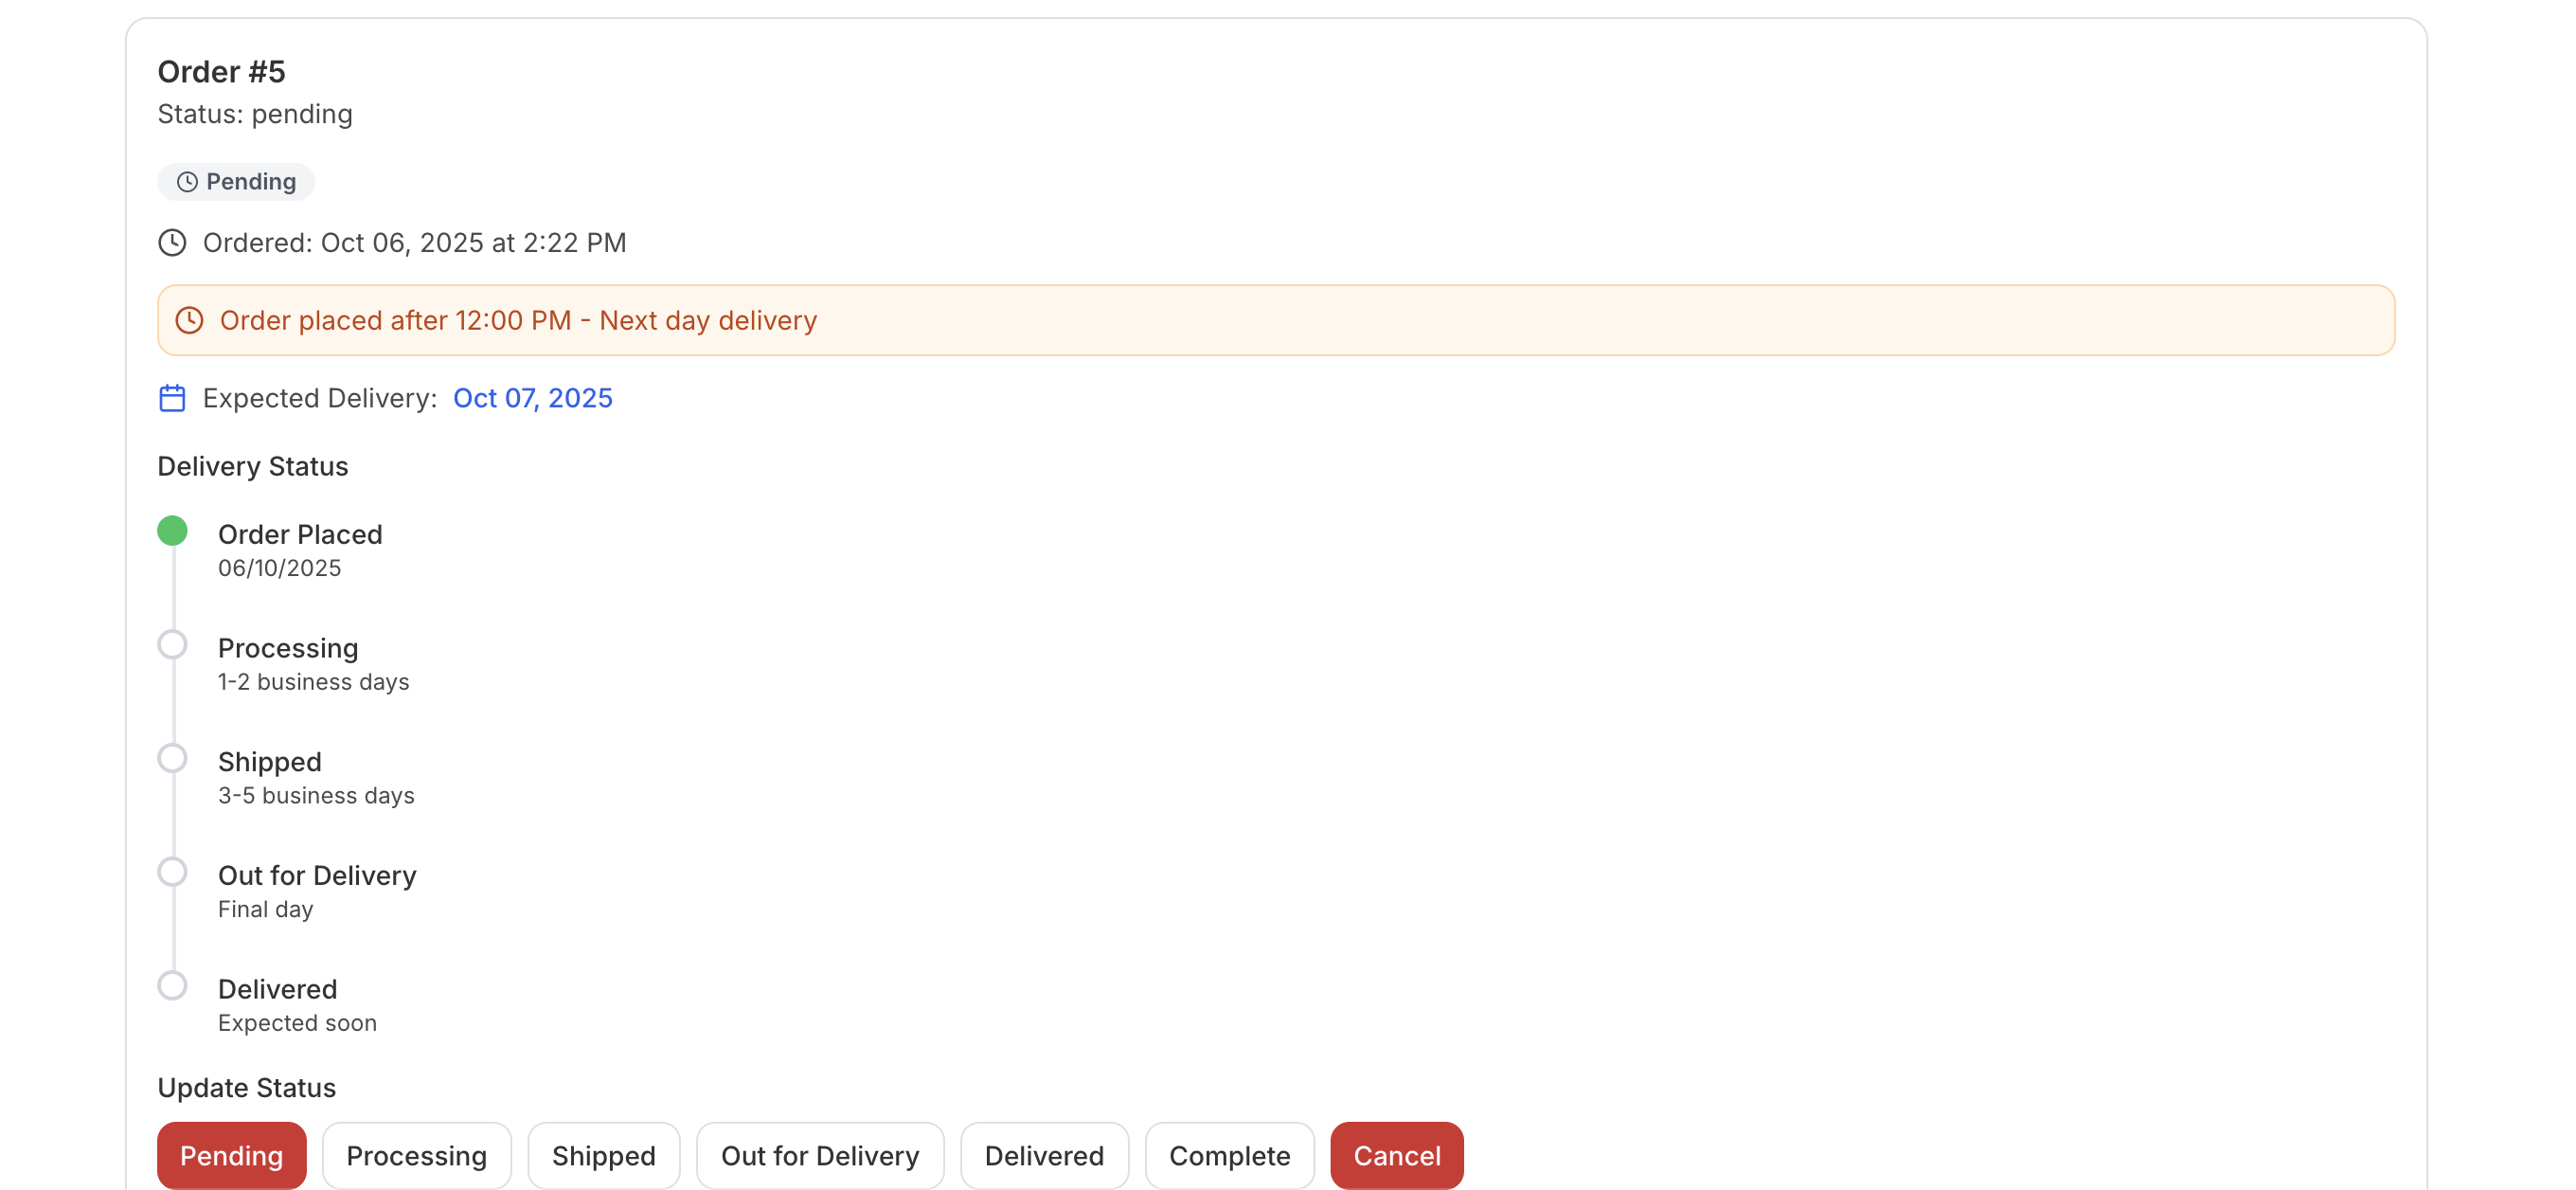 Order #5
Status: pending
Pending
Ordered: Oct 06, 2025 at 2:22 PM
Order placed after 12:00 PM - Next day delivery
Expected Delivery: Oct 07, 2025
Delivery Status
Order Placed
06/10/2025
Processing
1-2 business days
Shipped
3-5 business days
Out for Delivery
Final day
Delivered
Expected soon
Update Status
Pending Processing Shipped Out for Delivery Delivered Complete Cancel